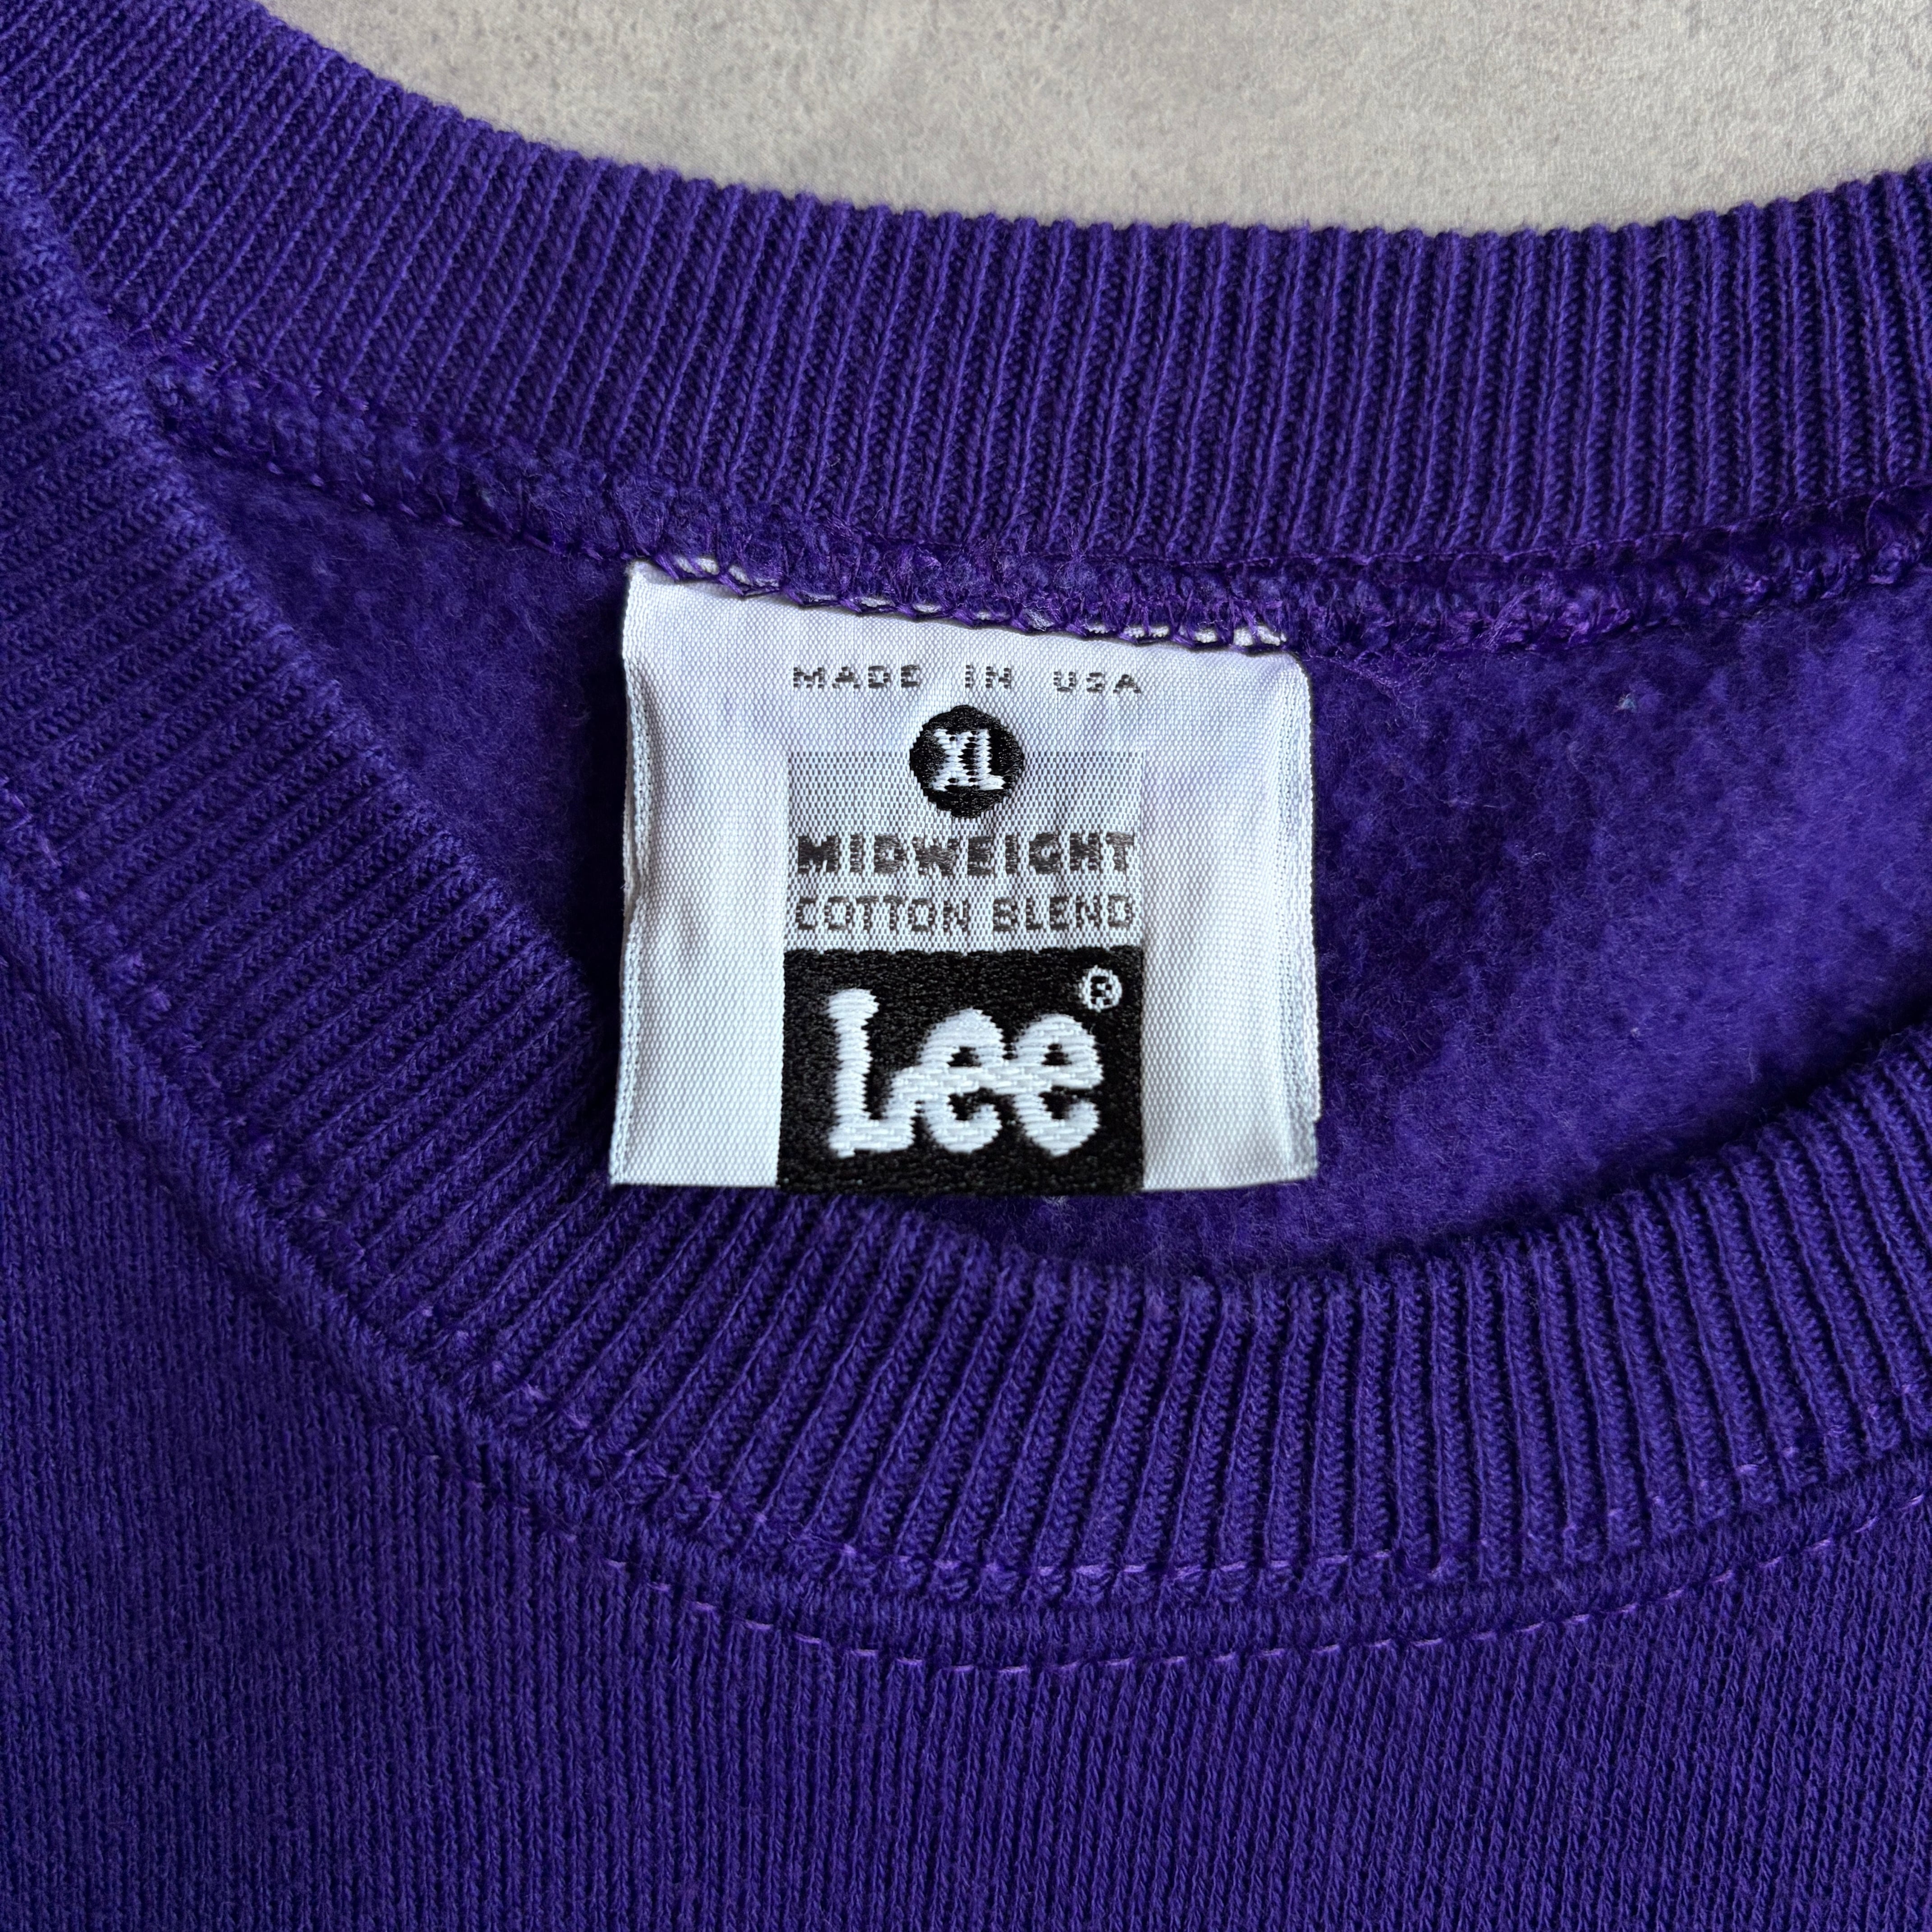 MADE IN USA
XL
MIDWEIGHT
COTTON BLEND
Lee®